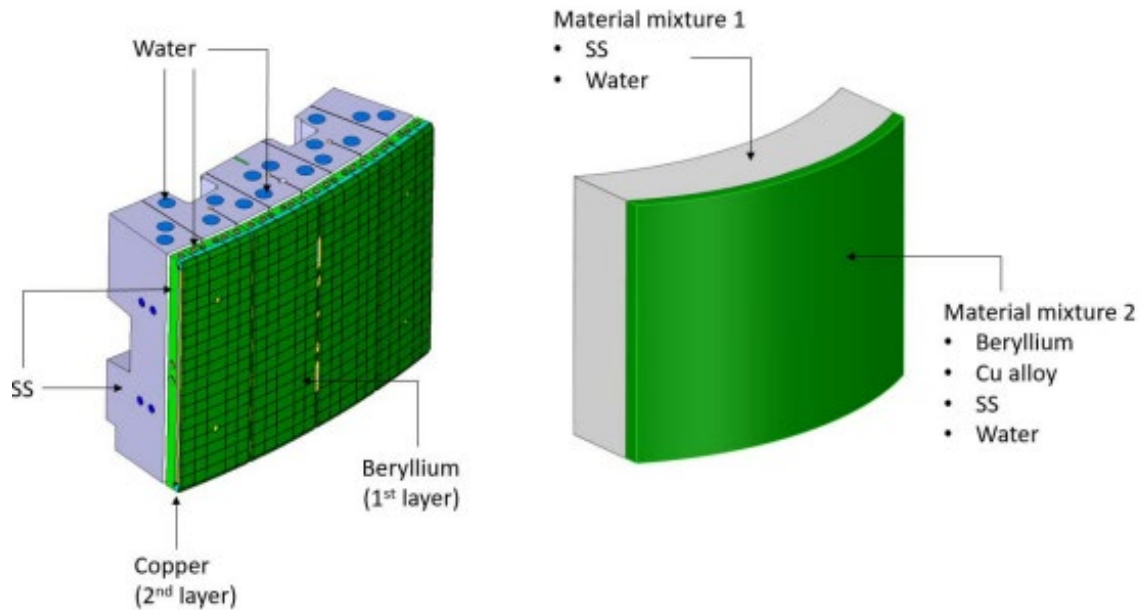 Water
SS
Beryllium
(1st layer)
Copper
(2nd layer)
Material mixture 1
• SS
• Water
Material mixture 2
• Beryllium
• Cu alloy
• SS
• Water